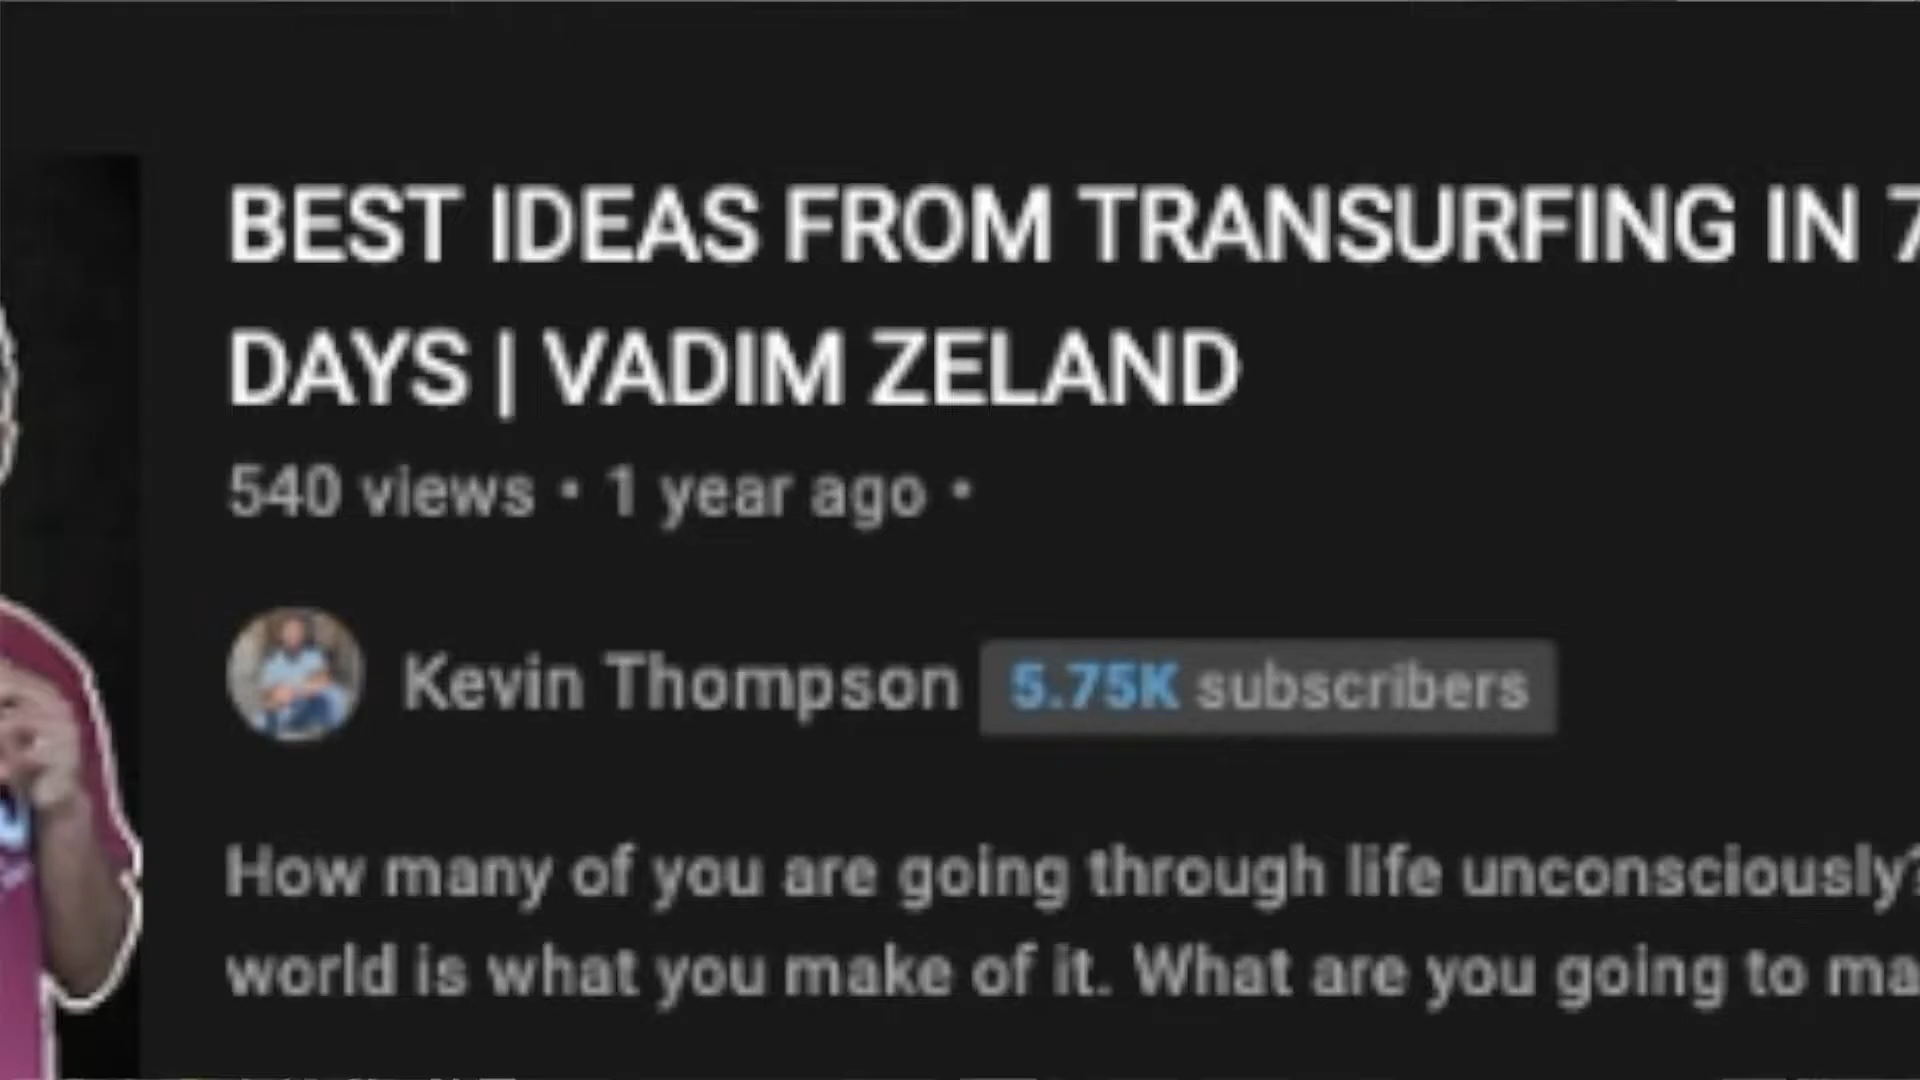 BEST IDEAS FROM TRANSURFING IN 7
DAYS | VADIM ZELAND
540 views • 1 year ago •
Kevin Thompson 5.75K subscribers
How many of you are going through life unconsciously?
world is what you make of it. What are you going to ma